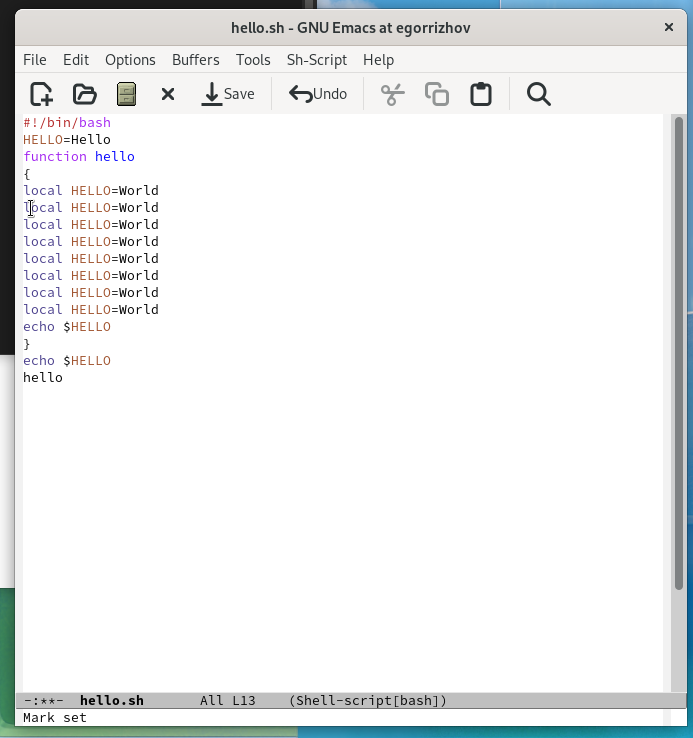 hello.sh - GNU Emacs at egorrizhov
File Edit Options Buffers Tools Sh-Script Help
Save Undo
#!/bin/bash
HELLO=Hello
function hello
{
local HELLO=World
local HELLO=World
local HELLO=World
local HELLO=World
local HELLO=World
local HELLO=World
local HELLO=World
local HELLO=World
echo $HELLO
}
echo $HELLO
hello
-:**- hello.sh All L13 (Shell-script[bash])
Mark set